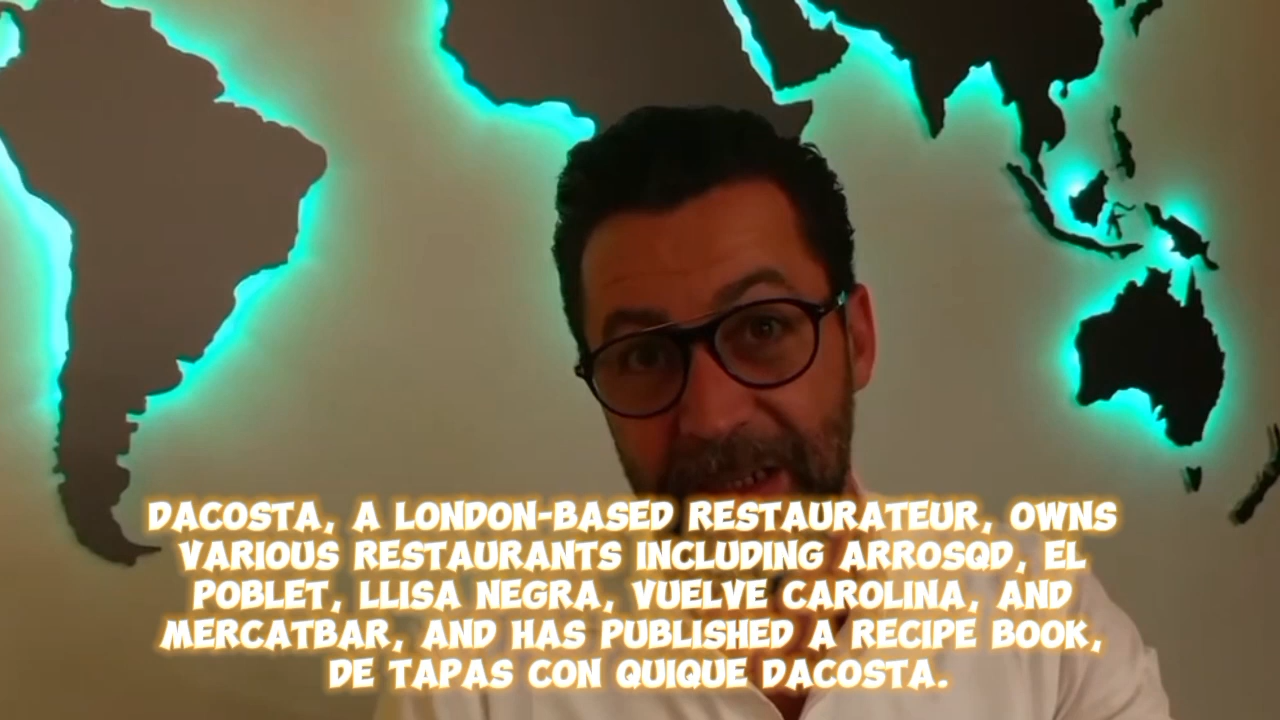 DACOSTA, A LONDON-BASED RESTAURATEUR, OWNS
VARIOUS RESTAURANTS INCLUDING ARROSQD, EL
POBLET, LLISA NEGRA, VUELVE CAROLINA, AND
MERCATBAR, AND HAS PUBLISHED A RECIPE BOOK,
DE TAPAS CON QUIQUE DACOSTA.